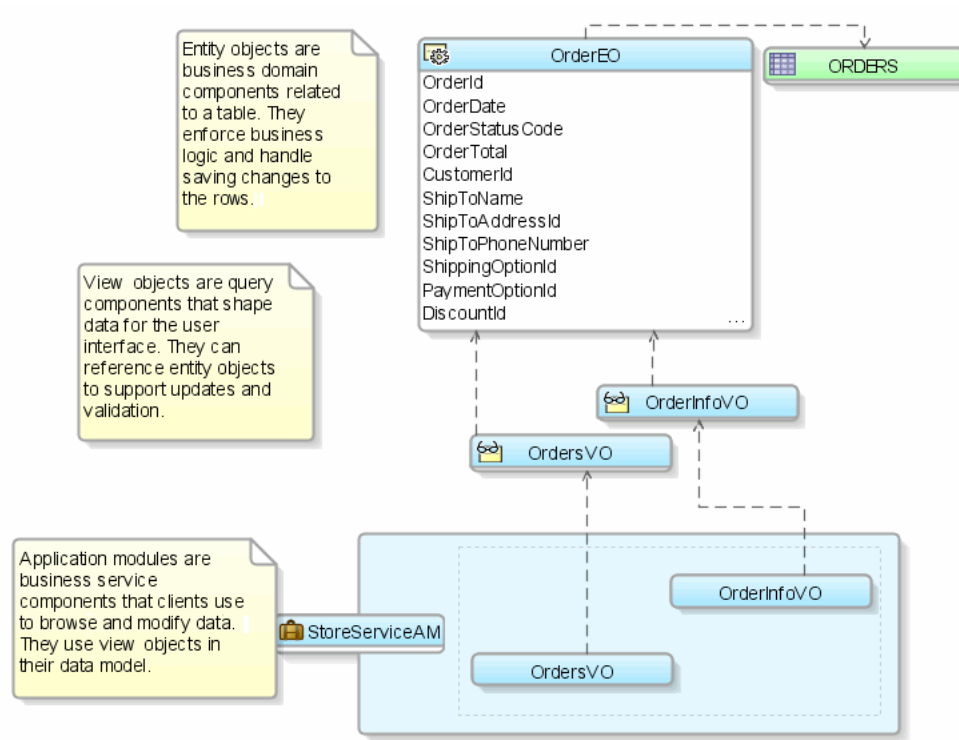 Entity objects are
business domain
components related
to a table. They
enforce business
logic and handle
saving changes to
the rows.
OrderEO
OrderId
OrderDate
OrderStatusCode
OrderTotal
CustomerId
ShipToName
ShipToAddressId
ShipToPhoneNumber
ShippingOptionId
PaymentOptionId
DiscountId
...
ORDERS
View objects are query
components that shape
data for the user
interface. They can
reference entity objects
to support updates and
validation.
OrderInfoVO
OrdersVO
Application modules are
business service
components that clients use
to browse and modify data.
They use view objects in
their data model.
StoreServiceAM
OrderInfoVO
OrdersVO